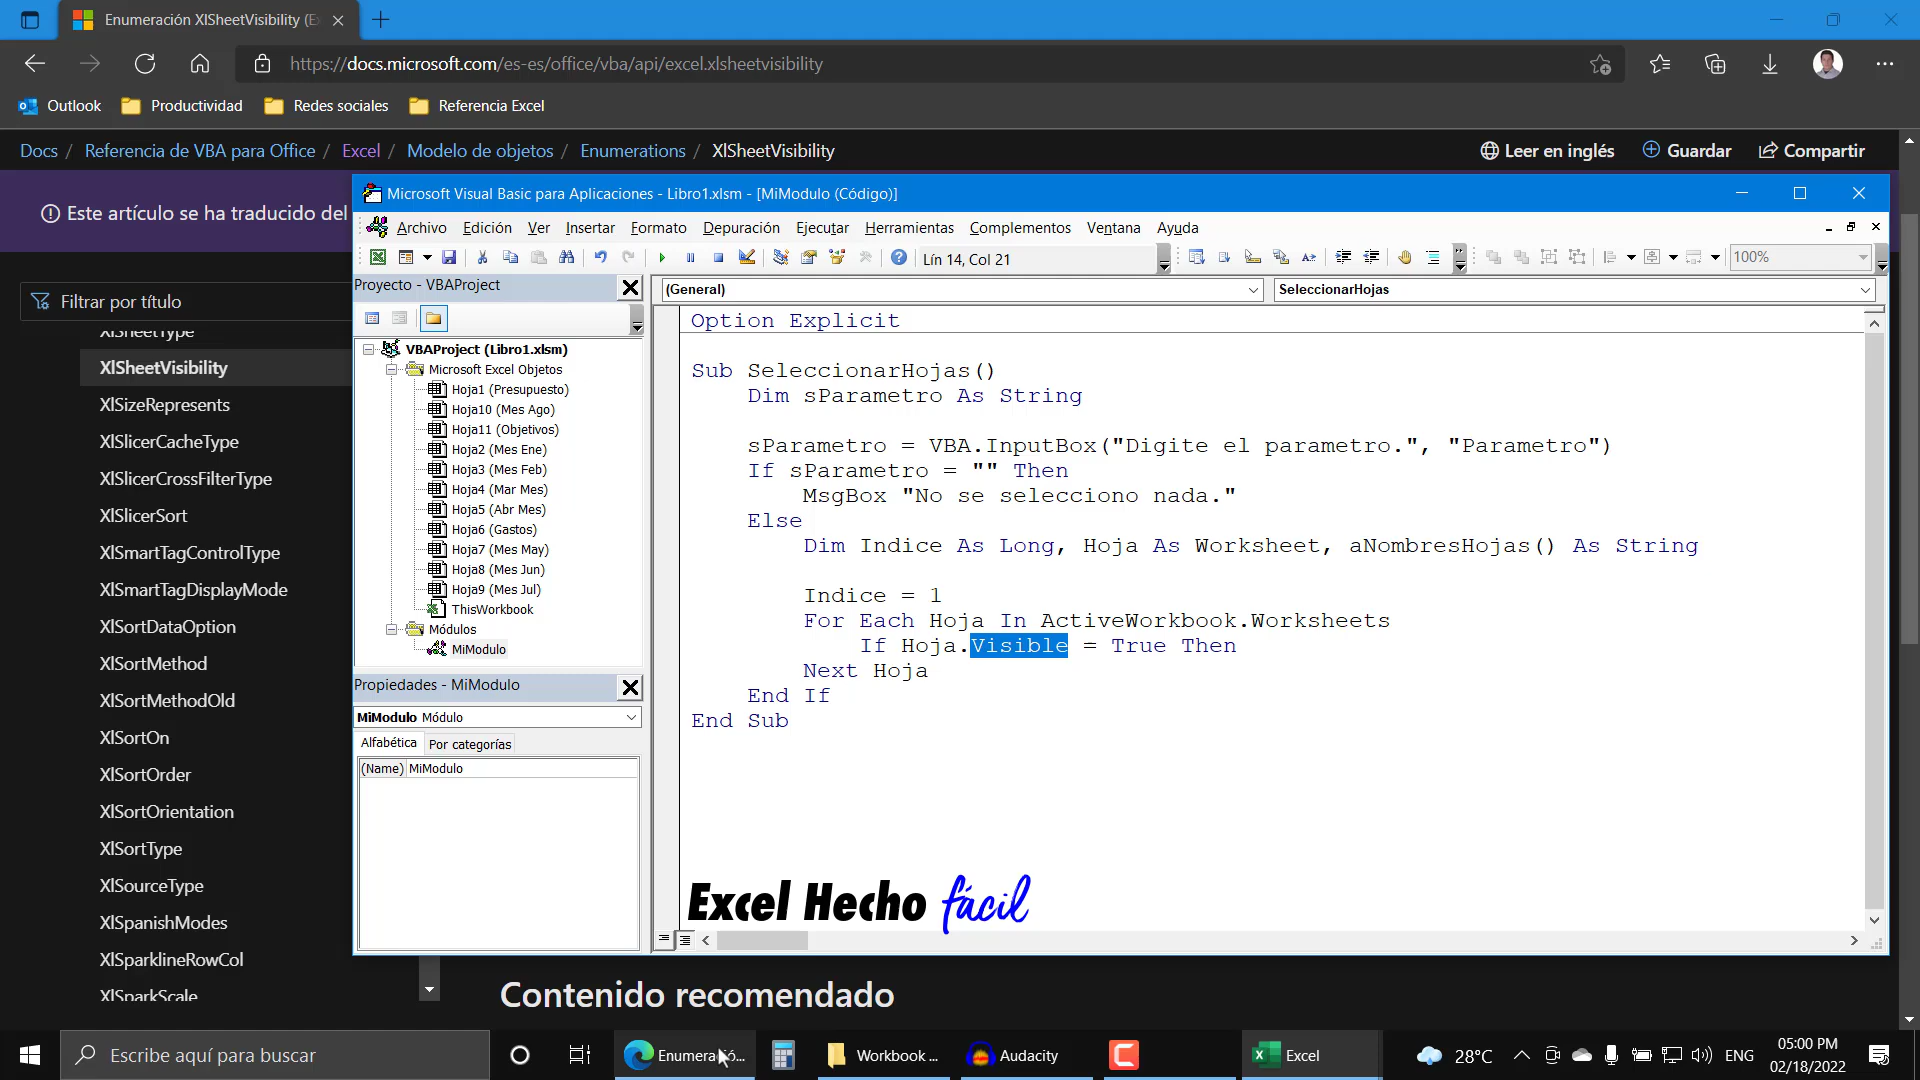 Enumeración XlSheetVisibility (E
https://docs.microsoft.com/es-es/office/vba/api/excel.xlsheetvisibility
Outlook
Productividad
Redes sociales
Referencia Excel
Docs / Referencia de VBA para Office / Excel / Modelo de objetos / Enumerations / XlSheetVisibility
Leer en inglés
Guardar
Compartir
Este artículo se ha traducido del
Filtrar por título
XlSheetType
XlSheetVisibility
XlSizeRepresents
XlSlicerCacheType
XlSlicerCrossFilterType
XlSlicerSort
XlSmartTagControlType
XlSmartTagDisplayMode
XlSortDataOption
XlSortMethod
XlSortMethodOld
XlSortOn
XlSortOrder
XlSortOrientation
XlSortType
XlSourceType
XlSpanishModes
XlSparklineRowCol
XlSparkScale
Microsoft Visual Basic para Aplicaciones - Libro1.xlsm - [MiModulo (Código)]
Archivo Edición Ver Insertar Formato Depuración Ejecutar Herramientas Complementos Ventana Ayuda
Lín 14, Col 21
100%
Proyecto - VBAProject
VBAProject (Libro1.xlsm)
Microsoft Excel Objetos
Hoja1 (Presupuesto)
Hoja10 (Mes Ago)
Hoja11 (Objetivos)
Hoja2 (Mes Ene)
Hoja3 (Mes Feb)
Hoja4 (Mar Mes)
Hoja5 (Abr Mes)
Hoja6 (Gastos)
Hoja7 (Mes May)
Hoja8 (Mes Jun)
Hoja9 (Mes Jul)
ThisWorkbook
Módulos
MiModulo
Propiedades - MiModulo
MiModulo Módulo
Alfabética
Por categorías
(Name) MiModulo
(General)
SeleccionarHojas
Option Explicit
Sub SeleccionarHojas()
Dim sParametro As String
sParametro = VBA.InputBox("Digite el parametro.", "Parametro")
If sParametro = "" Then
MsgBox "No se selecciono nada."
Else
Dim Indice As Long, Hoja As Worksheet, aNombresHojas() As String
Indice = 1
For Each Hoja In ActiveWorkbook.Worksheets
If Hoja.Visible = True Then
Next Hoja
End If
End Sub
Excel Hecho fácil
Contenido recomendado
Escribe aquí para buscar
Enumeració...
Workbook ...
Audacity
Excel
28°C
ENG
05:00 PM
02/18/2022